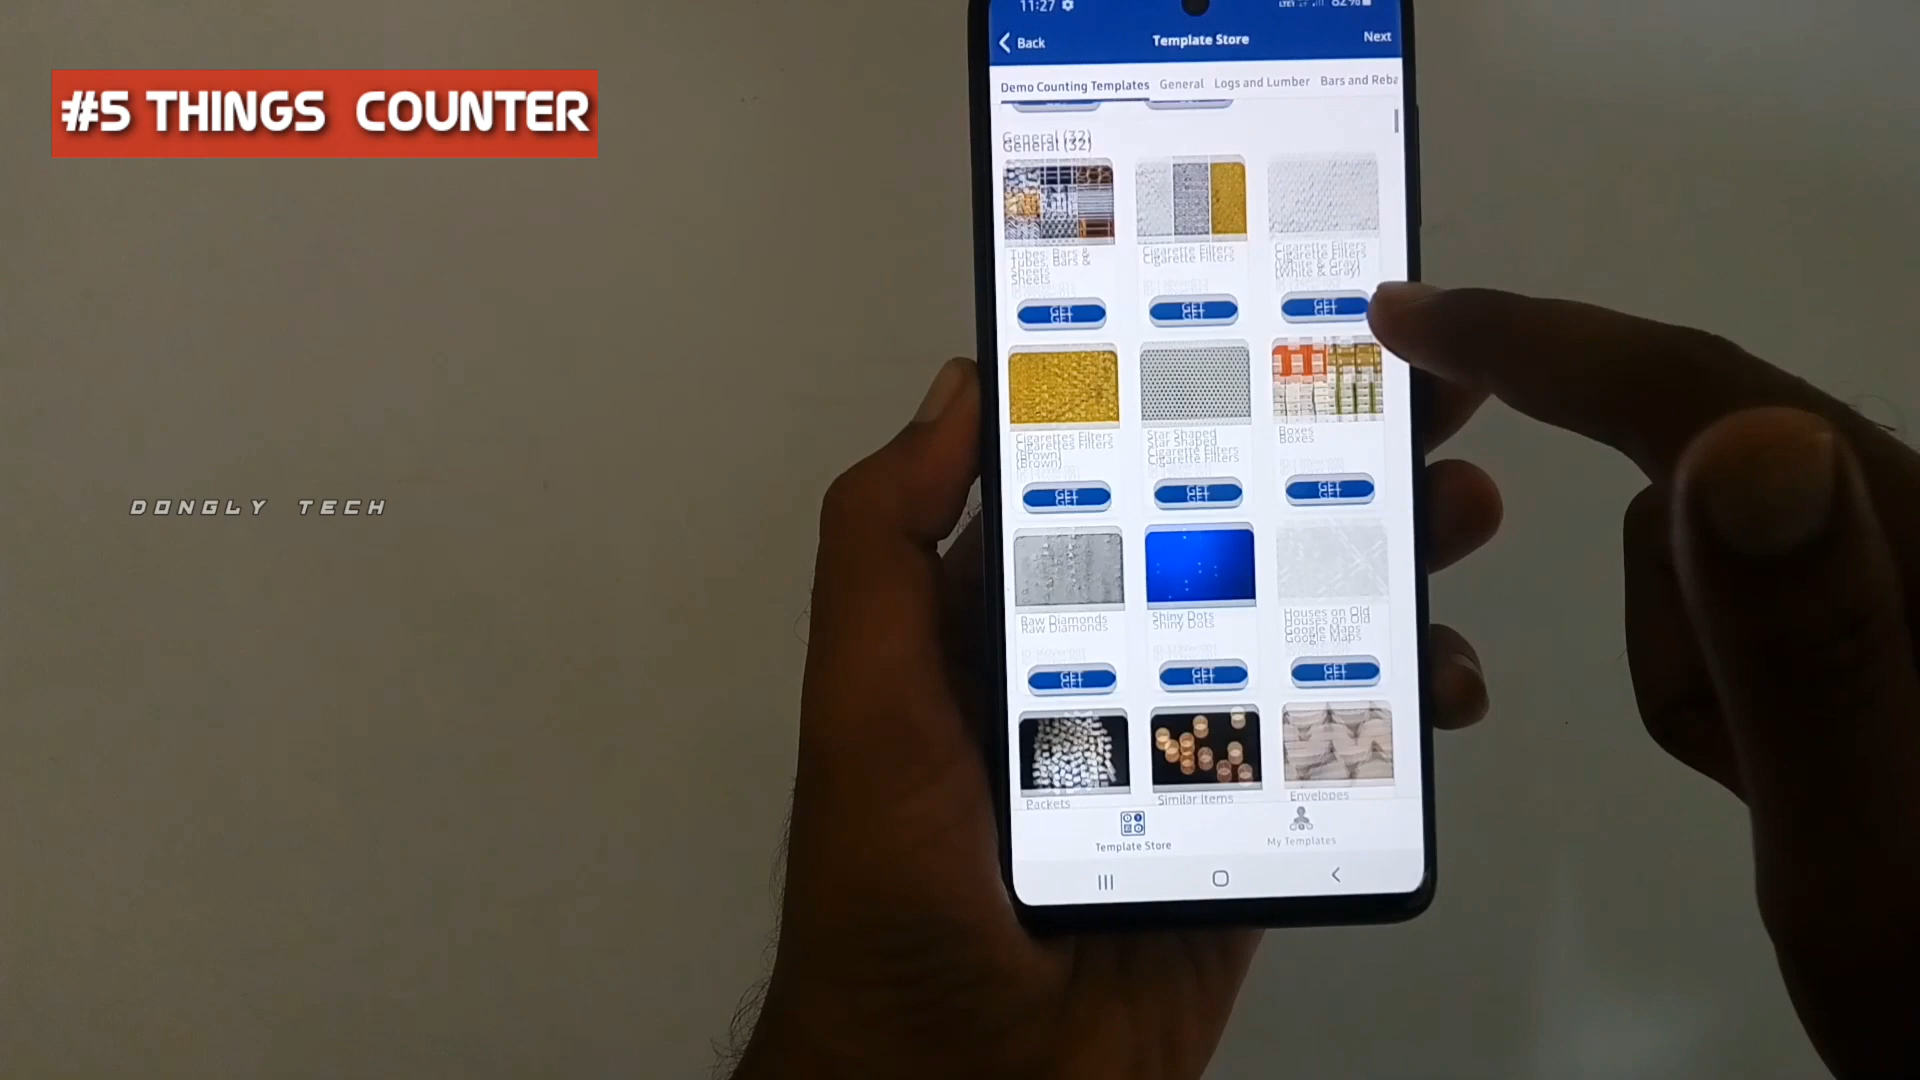 #5 THINGS COUNTER
DONGLY TECH
11:27
82%
Back
Template Store
Next
Demo Counting Templates
General
Logs and Lumber
Bars and Reba
General (32)
Tubes, Bars &
Sheets
Cigarette Filters
Cigarette Filters
(White & Gray)
GET
GET
GET
Cigarettes Filters
(Brown)
Star Shaped
Cigarette Filters
Boxes
GET
GET
GET
Raw Diamonds
Shiny Dots
Houses on Old
Google Maps
GET
GET
GET
Packets
Similar Items
Envelopes
Template Store
My Templates